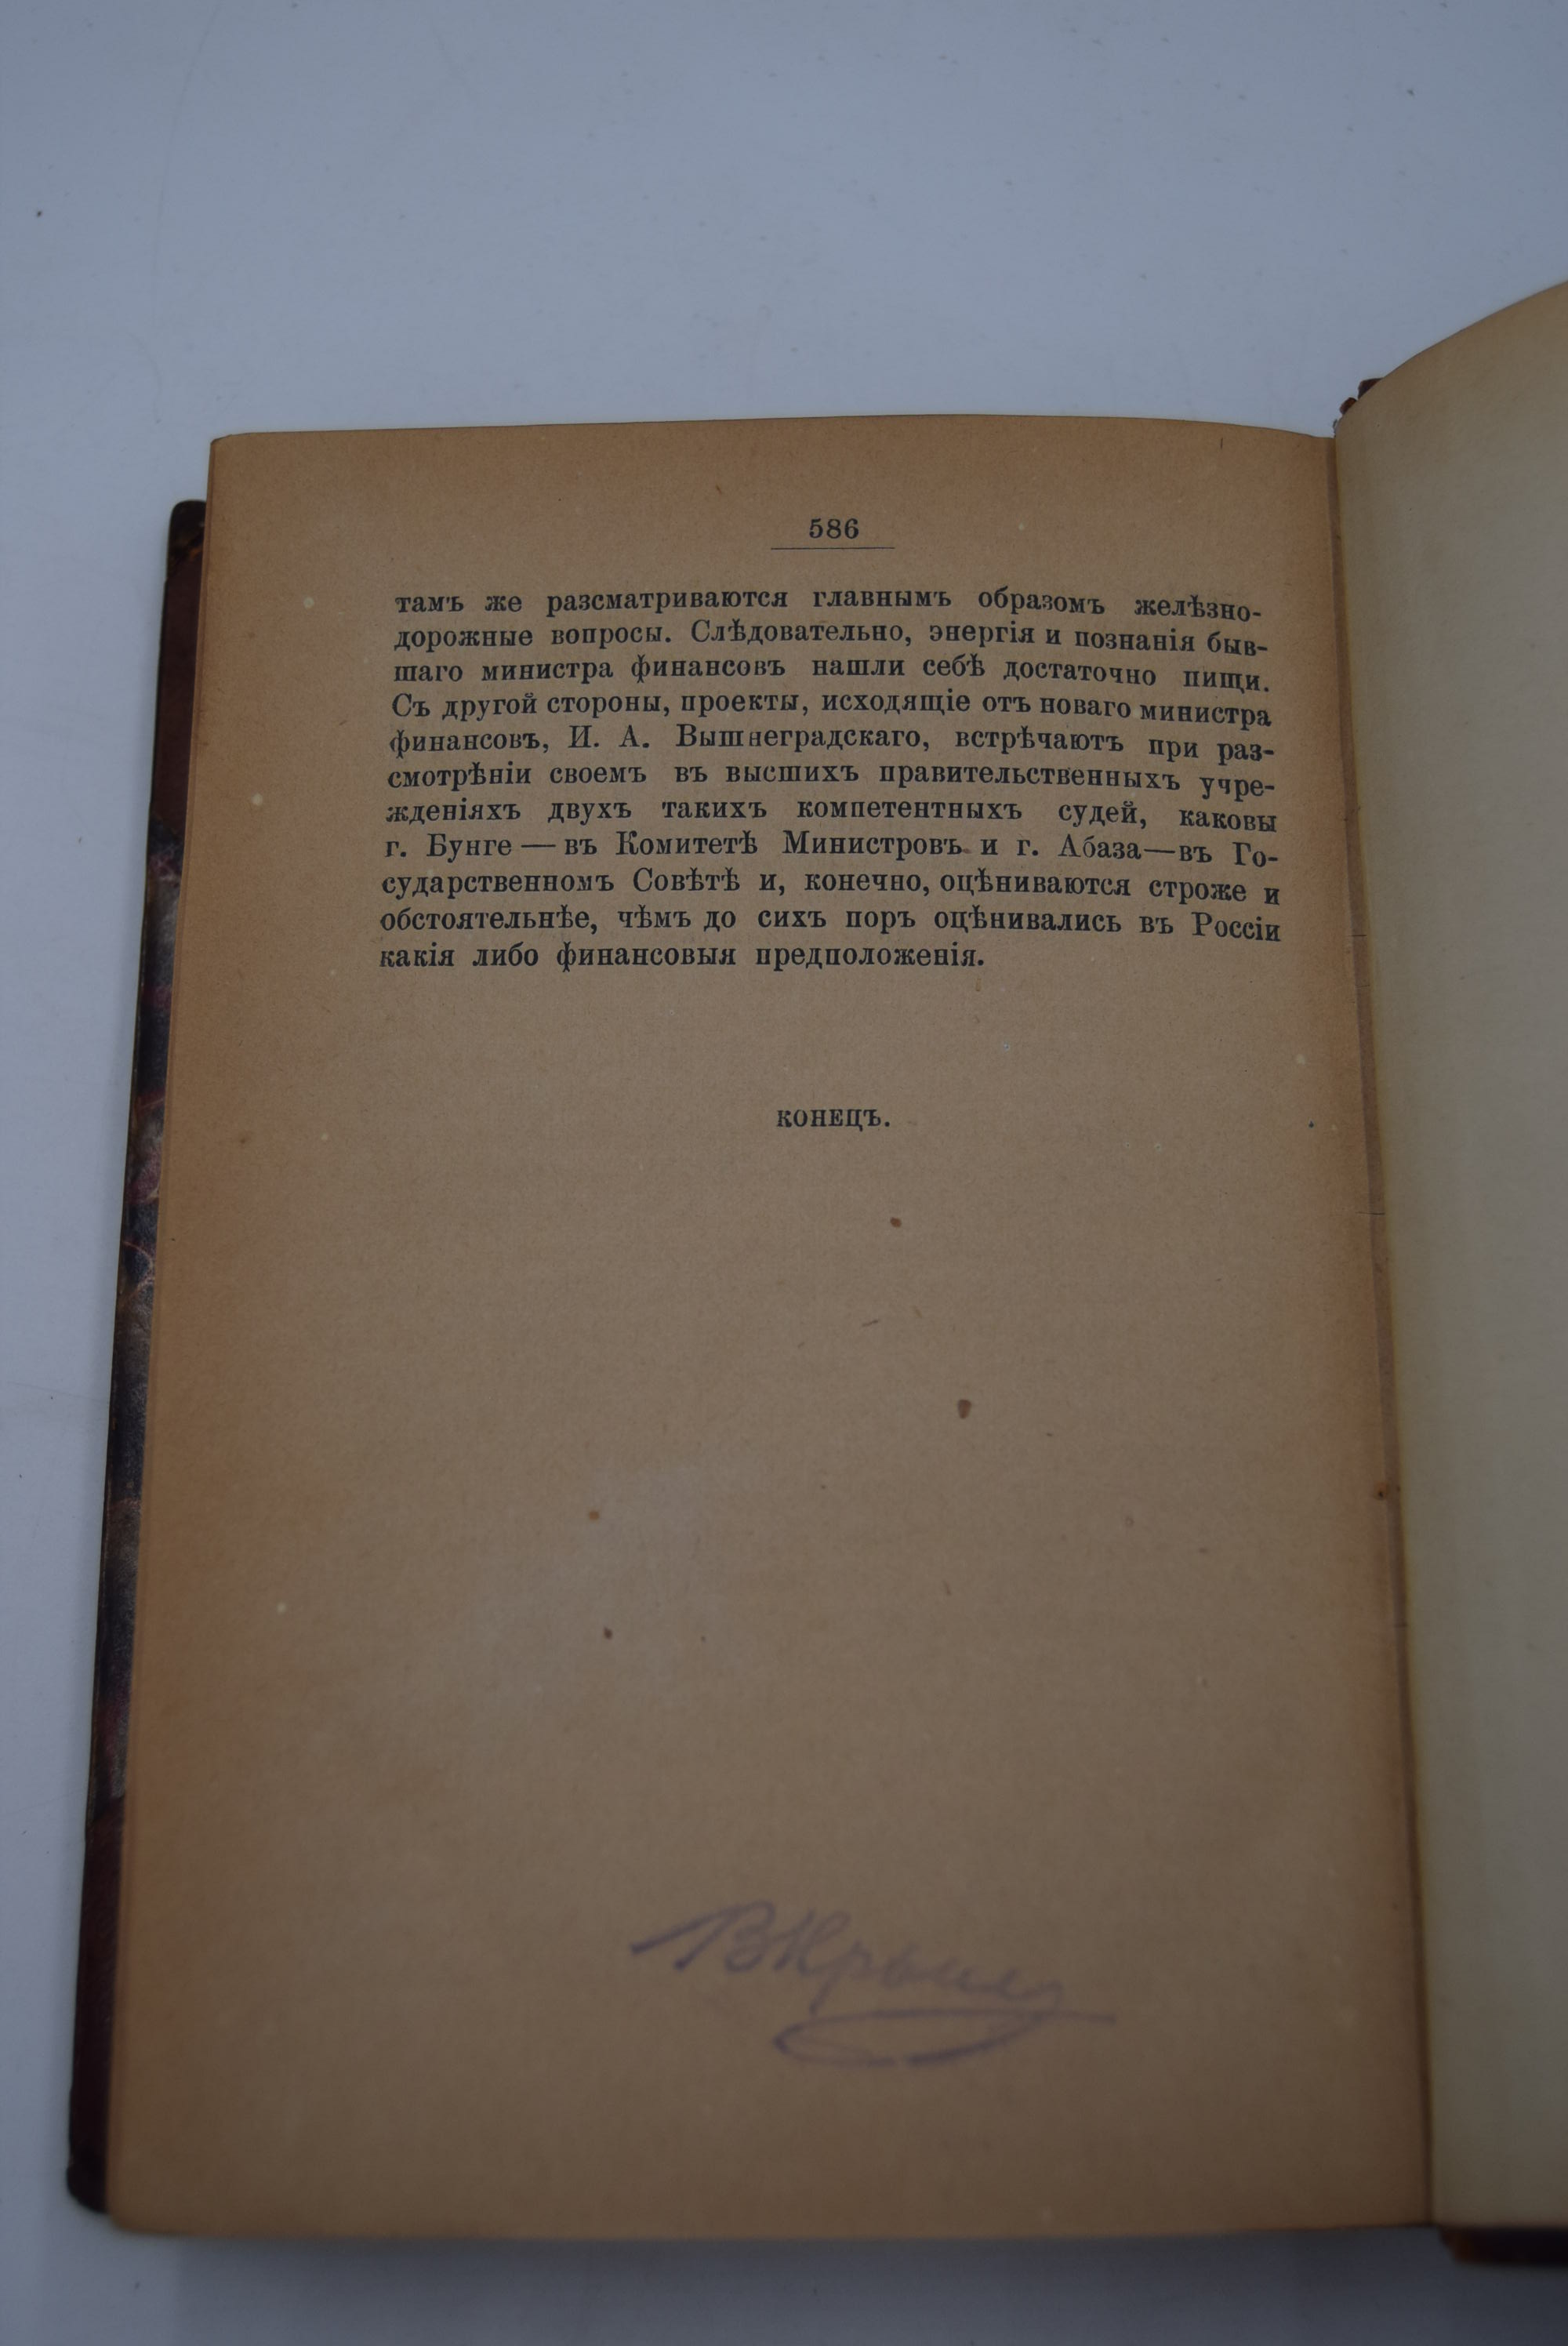 586
тамъ же разсматриваются главнымъ образомъ желѣзно-
дорожные вопросы. Слѣдовательно, энергія и познанія быв-
шаго министра финансовъ нашли себѣ достаточно пищи.
Съ другой стороны, проекты, исходящіе отъ новаго министра
финансовъ, И. А. Вышнеградскаго, встрѣчаютъ при раз-
смотрѣніи своемъ въ высшихъ правительственныхъ учре-
жденіяхъ двухъ такихъ компетентныхъ судей, каковы
г. Бунге — въ Комитетѣ Министровъ и г. Абаза—въ Го-
сударственномъ Совѣтѣ и, конечно, оцѣниваются строже и
обстоятельнѣе, чѣмъ до сихъ поръ оцѣнивались въ Россіи
какія либо финансовыя предположенія.
КОНЕЦЪ.